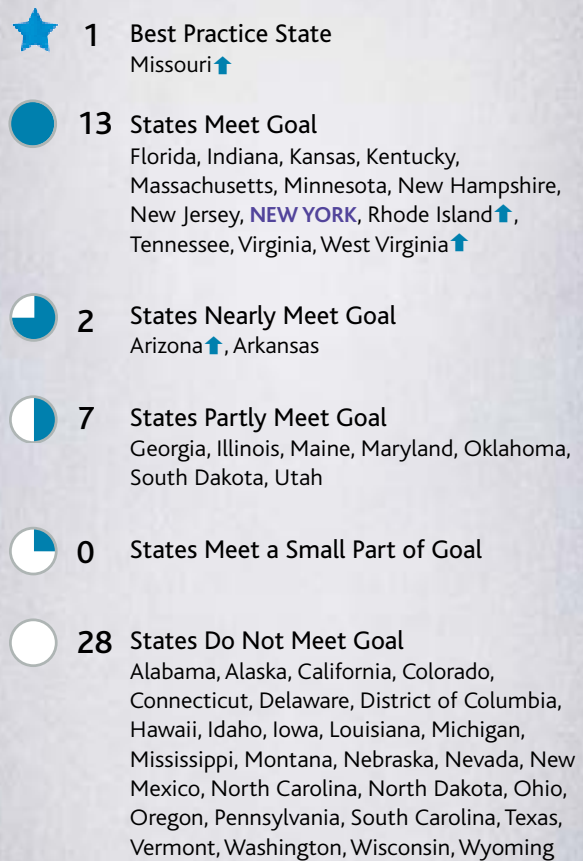 1 Best Practice State
Missouri⬆
13 States Meet Goal
Florida, Indiana, Kansas, Kentucky,
Massachusetts, Minnesota, New Hampshire,
New Jersey, NEW YORK, Rhode Island⬆,
Tennessee, Virginia, West Virginia⬆
2 States Nearly Meet Goal
Arizona⬆, Arkansas
7 States Partly Meet Goal
Georgia, Illinois, Maine, Maryland, Oklahoma,
South Dakota, Utah
0 States Meet a Small Part of Goal
28 States Do Not Meet Goal
Alabama, Alaska, California, Colorado,
Connecticut, Delaware, District of Columbia,
Hawaii, Idaho, Iowa, Louisiana, Michigan,
Mississippi, Montana, Nebraska, Nevada, New
Mexico, North Carolina, North Dakota, Ohio,
Oregon, Pennsylvania, South Carolina, Texas,
Vermont, Washington, Wisconsin, Wyoming